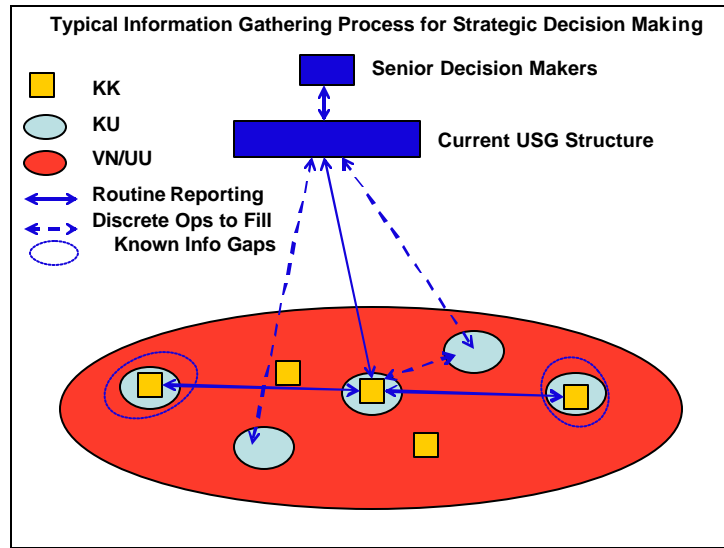 Typical Information Gathering Process for Strategic Decision Making
Senior Decision Makers
KK
KU
Current USG Structure
VN/UU
Routine Reporting
Discrete Ops to Fill
Known Info Gaps